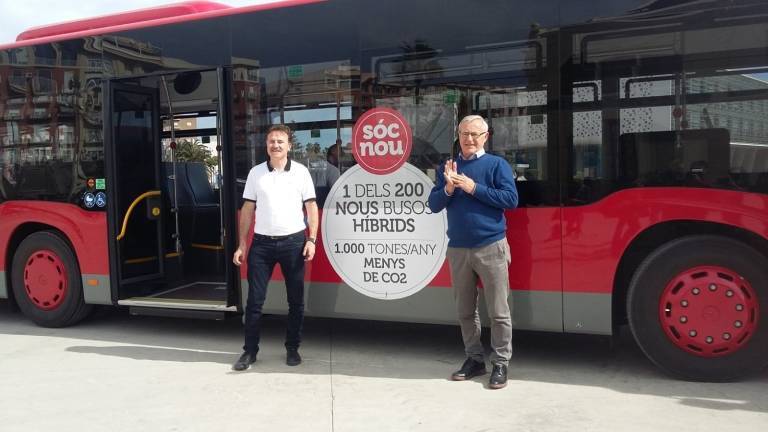 sóc
nou
1 DELS 200
NOUS BUSOS
HÍBRIDS
1.000 TONES/ANY
MENYS
DE CO2